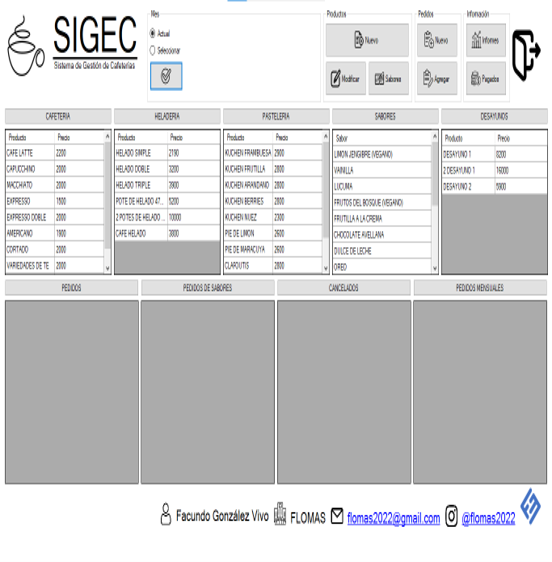 SIGEC
Sistema de Gestión de Cafeterías
Mes
Actual
Seleccionar
Productos
Nuevo
Modificar
Sabores
Pedidos
Nuevo
Agregar
Información
Informes
Pagados
CAFETERIA
Producto Precio
CAFE LATTE 2200
CAPUCCHINO 2000
MACCHIATO 2000
EXPRESSO 1800
EXPRESSO DOBLE 2000
AMERICANO 1900
CORTADO 2000
VARIEDADES DE TE 2000
HELADERIA
Producto Precio
HELADO SIMPLE 2190
HELADO DOBLE 3200
HELADO TRIPLE 3900
POTE DE HELADO 47... 5200
2 POTES DE HELADO ... 10000
CAFE HELADO 3800
PASTELERIA
Producto Precio
KUCHEN FRAMBUESA 2900
KUCHEN FRUTILLA 2800
KUCHEN ARANDANO 2800
KUCHEN BERRIES 2800
KUCHEN NUEZ 2300
PIE DE LIMON 2600
PIE DE MARACUYA 2600
CLAFOUTIS 2800
SABORES
Sabor
LIMON JENGIBRE (VEGANO)
VAINILLA
LUCUMA
FRUTOS DEL BOSQUE (VEGANO)
FRUTILLA A LA CREMA
CHOCOLATE AVELLANA
DULCE DE LECHE
OREO
DESAYUNOS
Producto Precio
DESAYUNO 1 8200
2 DESAYUNO 1 16000
DESAYUNO 2 5900
PEDIDOS
PEDIDOS DE SABORES
CANCELADOS
PEDIDOS MENSUALES
Facundo González Vivo FLOMAS flomas2022@gmail.com @flomas2022